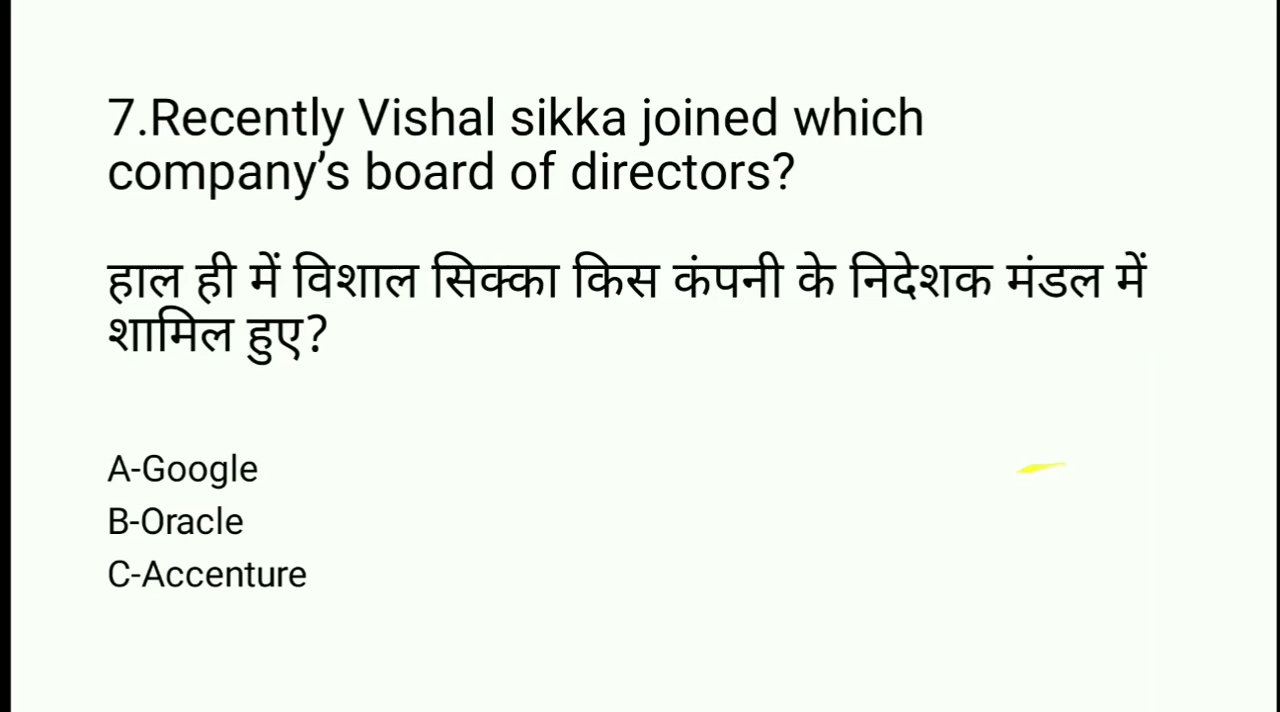 7.Recently Vishal sikka joined which
company’s board of directors?
हाल ही में विशाल सिक्का किस कंपनी के निदेशक मंडल में
शामिल हुए?
A-Google
B-Oracle
C-Accenture